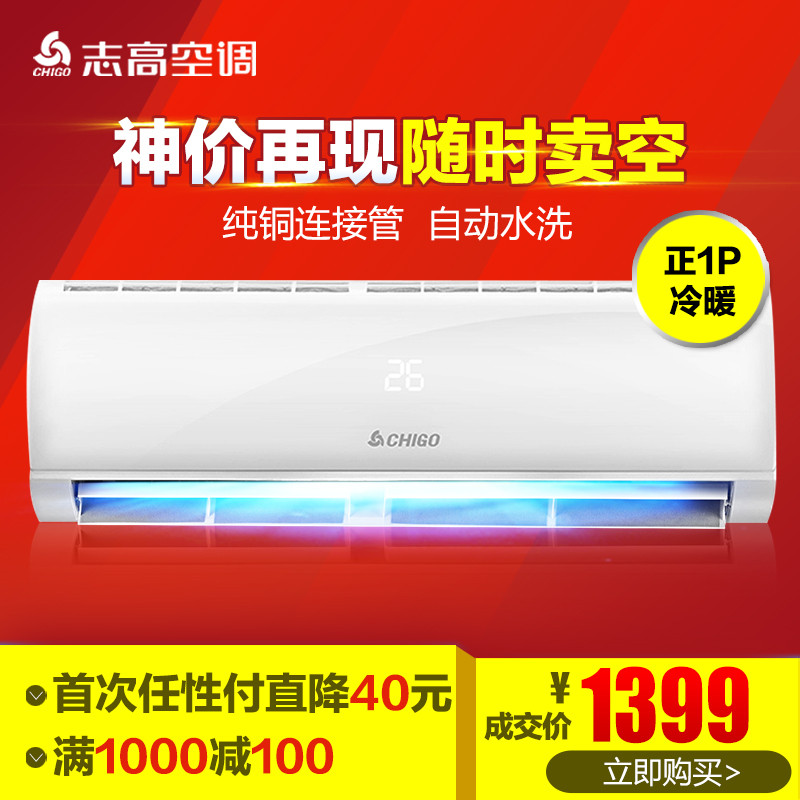 CHIGO 志高空调
神价再现随时卖空
纯铜连接管 自动水洗
正1P
冷暖
26
CHIGO
首次任性付直降40元
满1000减100
¥
成交价 1399
立即购买>